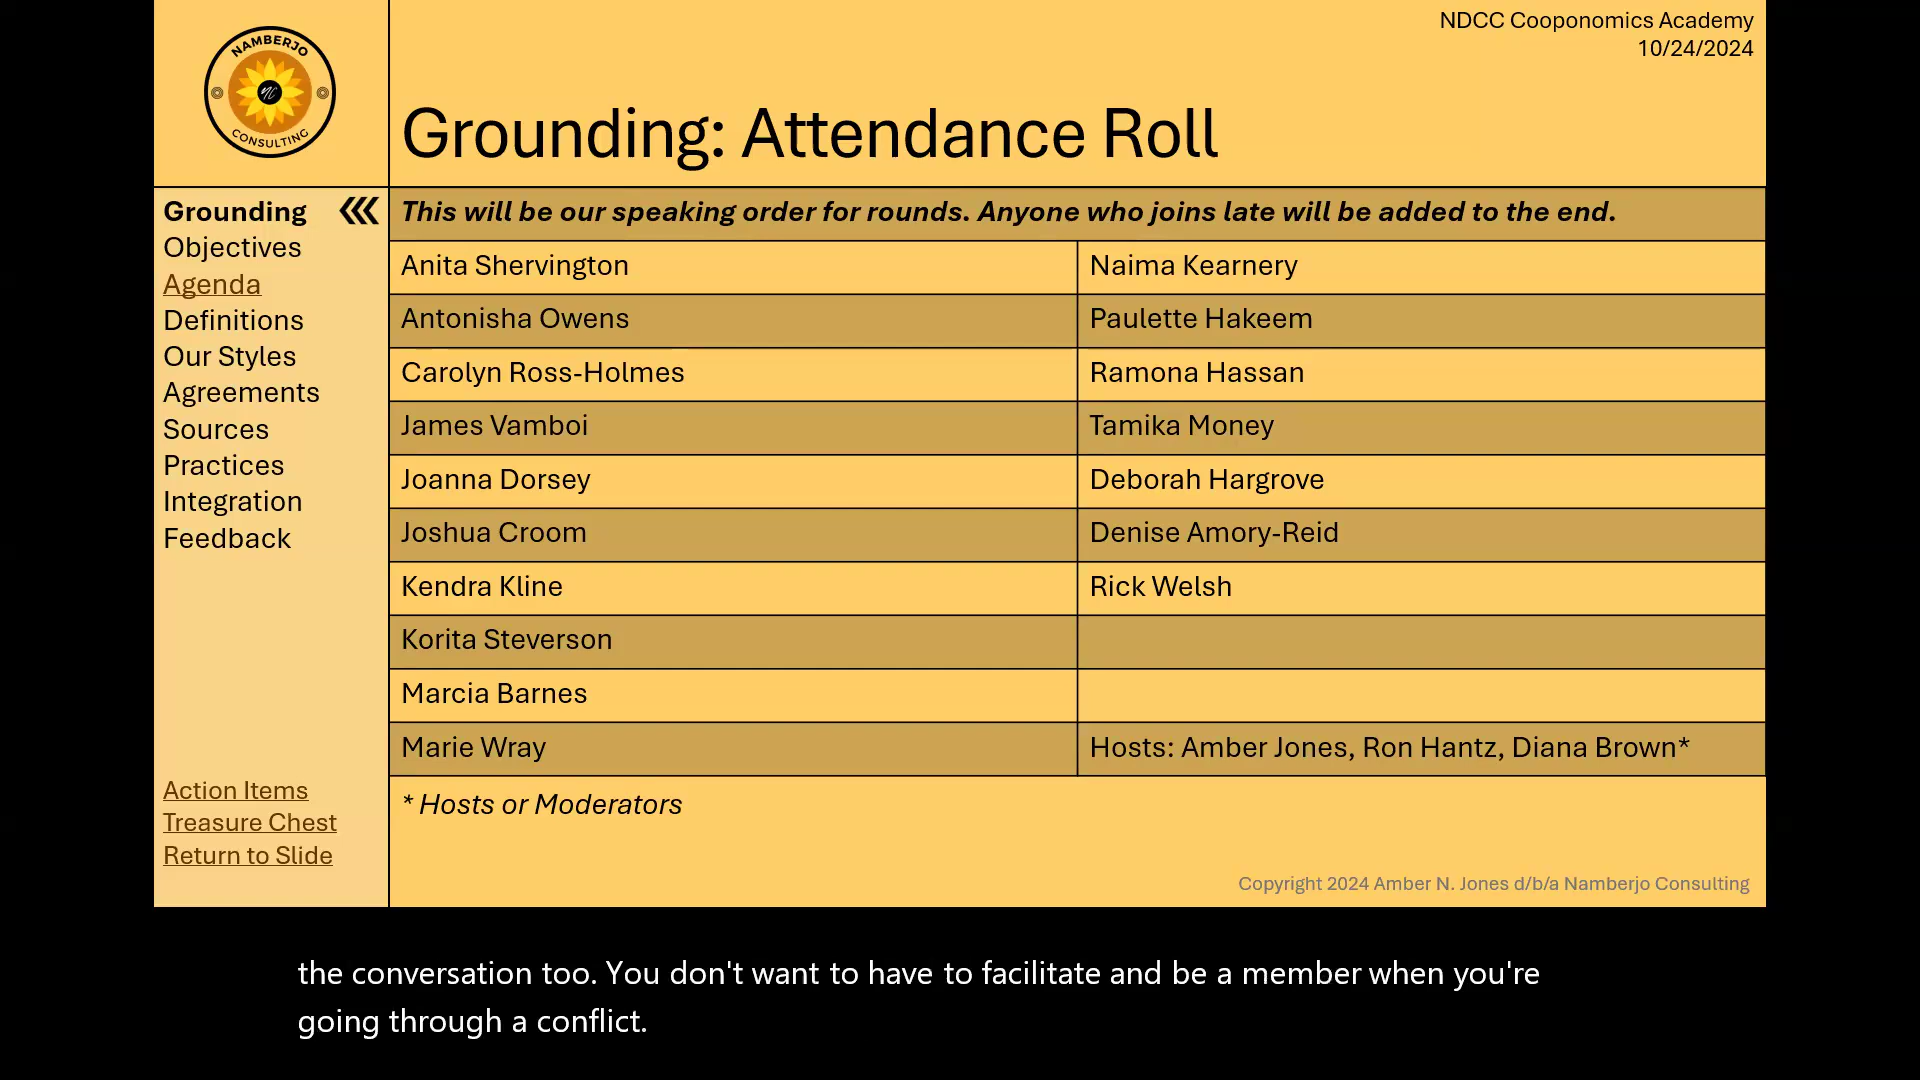 NAMBERJO
CONSULTING
NDCC Cooponomics Academy
10/24/2024
Grounding: Attendance Roll
Grounding
Objectives
Agenda
Definitions
Our Styles
Agreements
Sources
Practices
Integration
Feedback
Action Items
Treasure Chest
Return to Slide
This will be our speaking order for rounds. Anyone who joins late will be added to the end.
Anita Shervington
Naima Kearnery
Antonisha Owens
Paulette Hakeem
Carolyn Ross-Holmes
Ramona Hassan
James Vamboi
Tamika Money
Joanna Dorsey
Deborah Hargrove
Joshua Croom
Denise Amory-Reid
Kendra Kline
Rick Welsh
Korita Steverson
Marcia Barnes
Marie Wray
Hosts: Amber Jones, Ron Hantz, Diana Brown*
* Hosts or Moderators
Copyright 2024 Amber N. Jones d/b/a Namberjo Consulting
the conversation too. You don't want to have to facilitate and be a member when you're
going through a conflict.